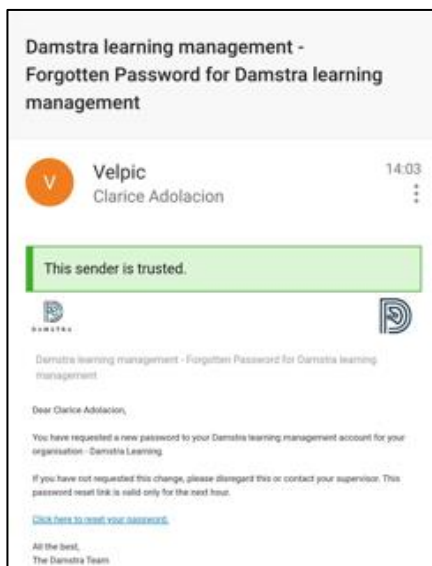 Damstra learning management -
Forgotten Password for Damstra learning
management
V
Velpic
14:03
Clarice Adolacion
This sender is trusted.
DAMSTRA
Damstra learning management - Forgotten Password for Damstra learning
management
Dear Clarice Adolacion,
You have requested a new password to your Damstra learning management account for your
organisation - Damstra Learning.
If you have not requested this change, please disregard this or contact your supervisor. This
password reset link is valid only for the next hour.
Click here to reset your password.
All the best,
The Damstra Team